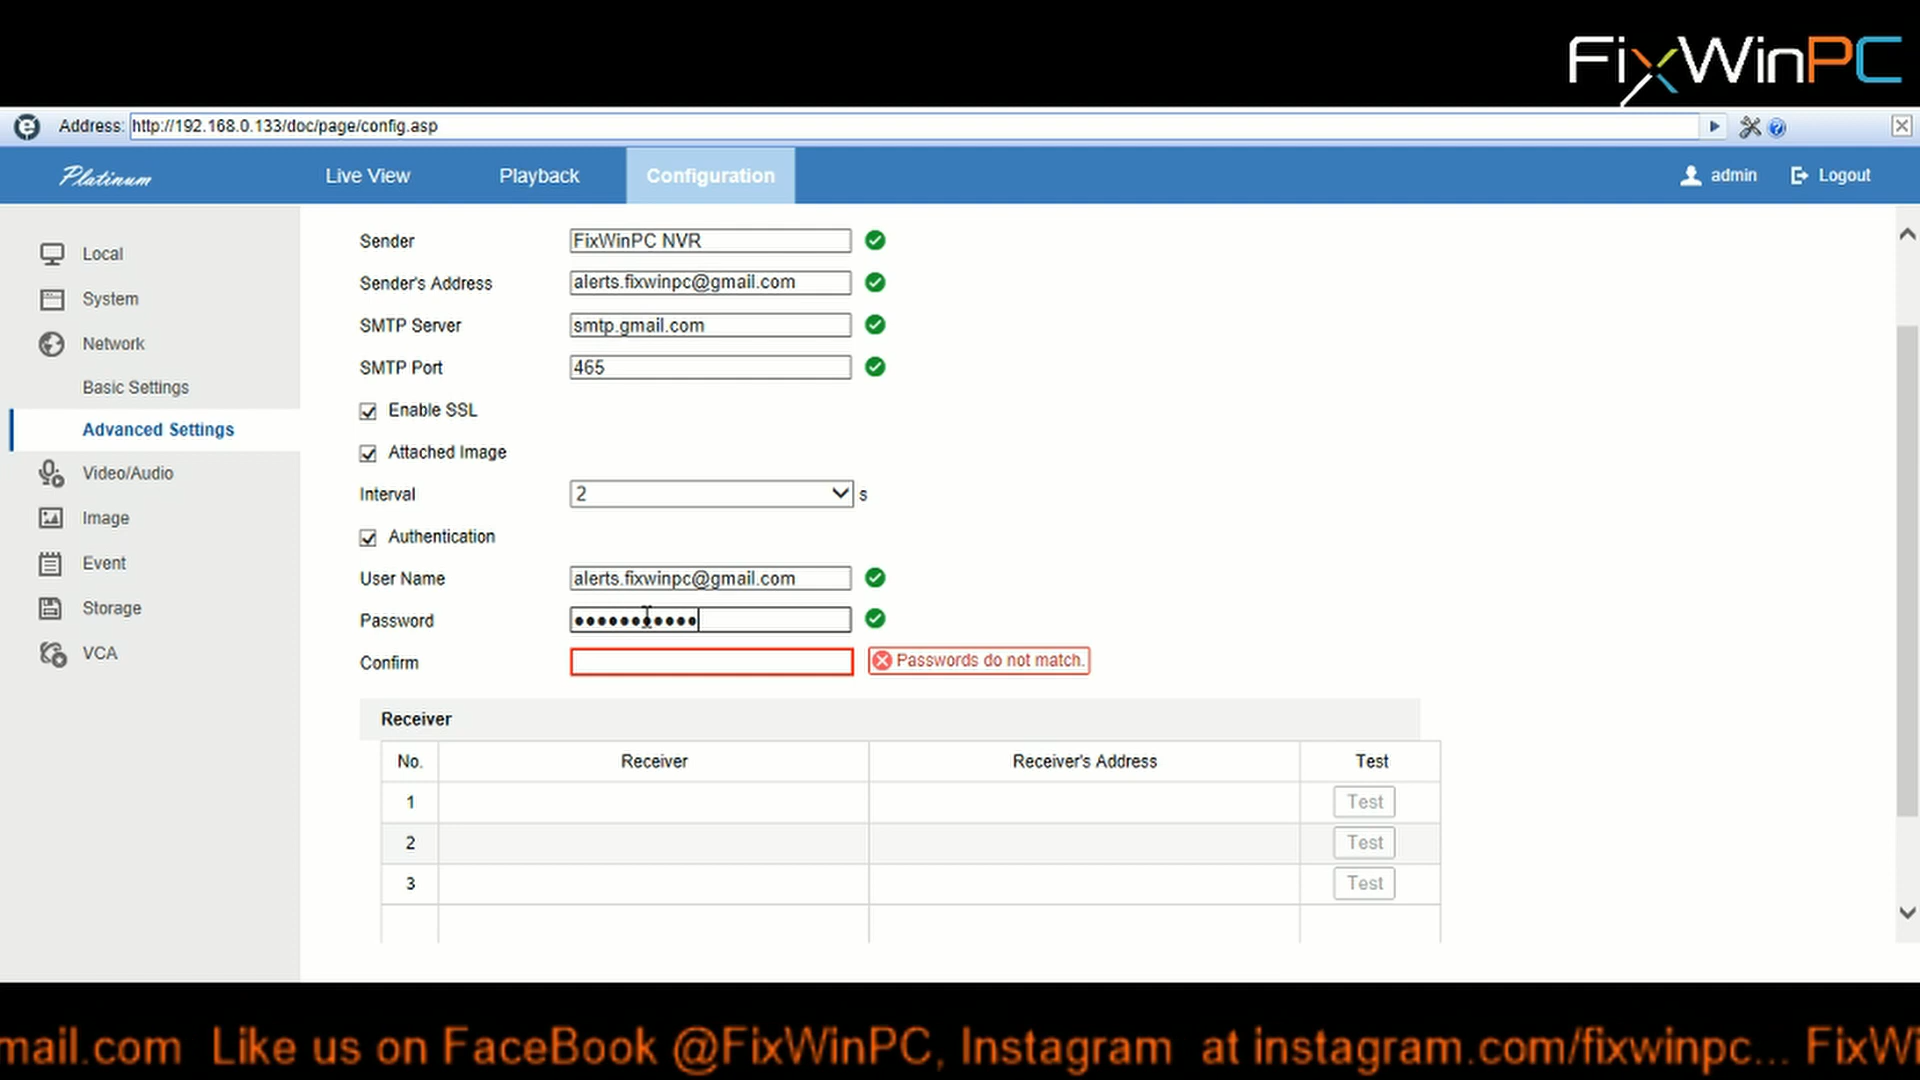 FixWinPC
Address: http://192.168.0.133/doc/page/config.asp
Platinum Live View Playback Configuration admin Logout
Local
System
Network
Basic Settings
Advanced Settings
Video/Audio
Image
Event
Storage
VCA
Sender FixWinPC NVR
Sender's Address alerts.fixwinpc@gmail.com
SMTP Server smtp.gmail.com
SMTP Port 465
Enable SSL
Attached Image
Interval 2 s
Authentication
User Name alerts.fixwinpc@gmail.com
Password •••••••••••
Confirm Passwords do not match.
Receiver
No. Receiver Receiver's Address Test
1 Test
2 Test
3 Test
mail.com Like us on FaceBook @FixWinPC, Instagram at instagram.com/fixwinpc... FixWi